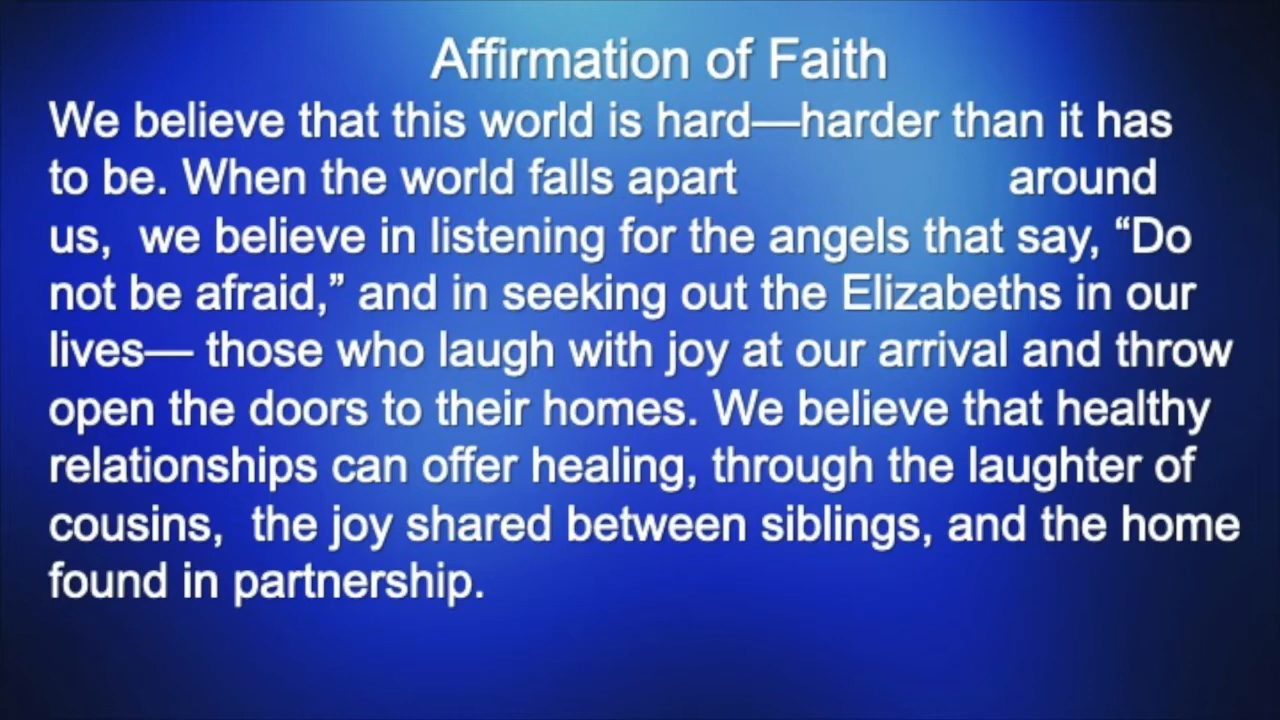 Affirmation of Faith
We believe that this world is hard—harder than it has
to be. When the world falls apart around
us, we believe in listening for the angels that say, “Do
not be afraid,” and in seeking out the Elizabeths in our
lives— those who laugh with joy at our arrival and throw
open the doors to their homes. We believe that healthy
relationships can offer healing, through the laughter of
cousins, the joy shared between siblings, and the home
found in partnership.